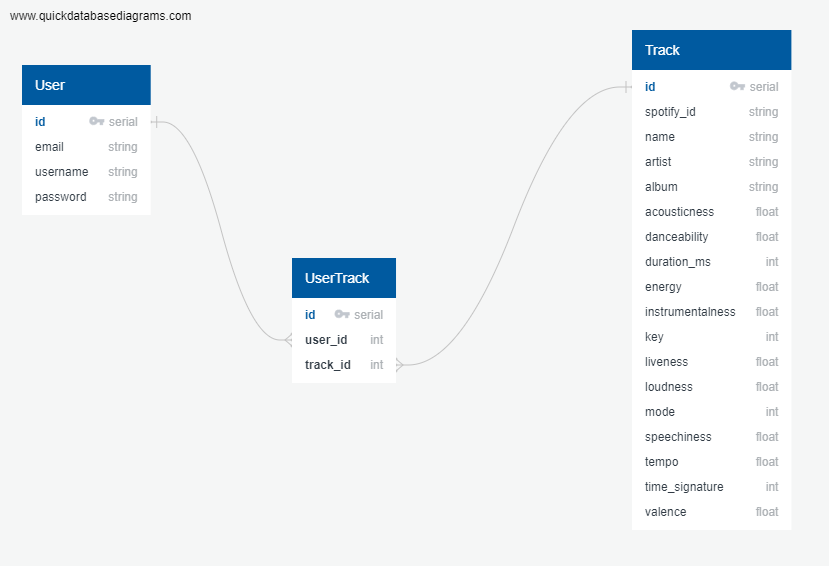 www.quickdatabasediagrams.com
User
id serial
email string
username string
password string
UserTrack
id serial
user_id int
track_id int
Track
id serial
spotify_id string
name string
artist string
album string
acousticness float
danceability float
duration_ms int
energy float
instrumentalness float
key int
liveness float
loudness float
mode int
speechiness float
tempo float
time_signature int
valence float